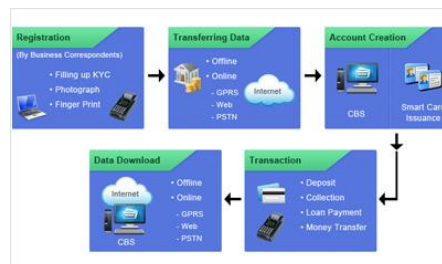 Registration
(By Business Correspondents)
• Filling up KYC
• Photograph
• Finger Print
Transferring Data
• Offline
• Online
- GPRS
- Web
- PSTN
Internet
Account Creation
CBS
Smart Card
Issuance
Data Download
Internet
CBS
• Offline
• Online
- GPRS
- Web
- PSTN
Transaction
• Deposit
• Collection
• Loan Payment
• Money Transfer